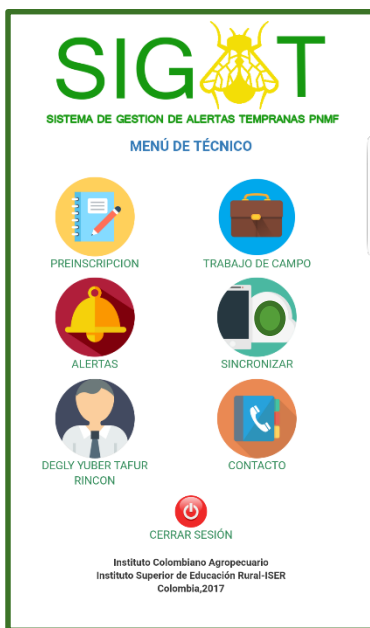 SIGAT
SISTEMA DE GESTION DE ALERTAS TEMPRANAS PNMF
MENÚ DE TÉCNICO
PREINSCRIPCION
TRABAJO DE CAMPO
ALERTAS
SINCRONIZAR
DEGLY YUBER TAFUR
RINCON
CONTACTO
CERRAR SESIÓN
Instituto Colombiano Agropecuario
Instituto Superior de Educación Rural-ISER
Colombia,2017